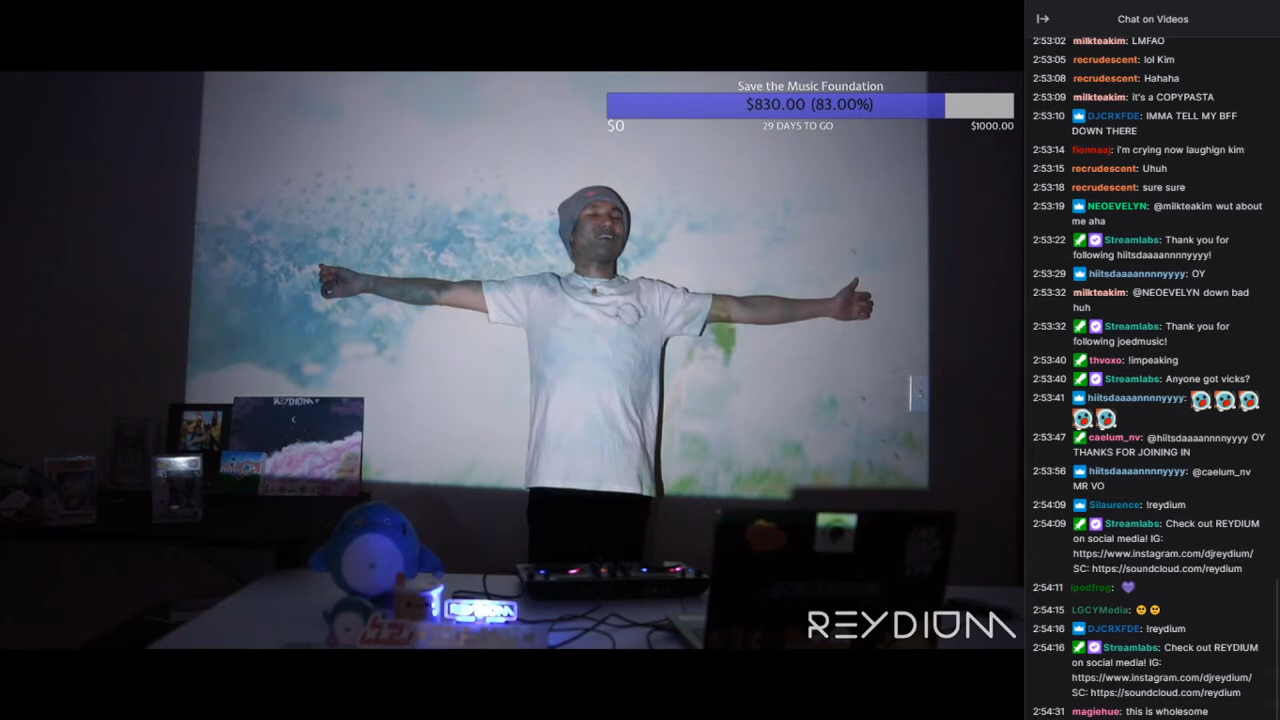 Save the Music Foundation
$830.00 (83.00%)
$0
29 DAYS TO GO
$1000.00
REYDIUM
REYDIUM
REYDIUM
Chat on Videos
2:53:02 milkteakim: LMFAO
2:53:05 recrudescent: lol Kim
2:53:08 recrudescent: Hahaha
2:53:09 milkteakim: it's a COPYPASTA
2:53:10 DJCRXFDE: IMMA TELL MY BFF
DOWN THERE
2:53:14 fionnaaj: i'm crying now laughign kim
2:53:15 recrudescent: Uhuh
2:53:18 recrudescent: sure sure
2:53:19 NEOEVELYN: @milkteakim wut about
me aha
2:53:22 Streamlabs: Thank you for
following hiitsdaaaannnnyyyy!
2:53:29 hiitsdaaaannnnyyyy: OY
2:53:32 milkteakim: @NEOEVELYN down bad
huh
2:53:32 Streamlabs: Thank you for
following joedmusic!
2:53:40 thvoxo: !impeaking
2:53:40 Streamlabs: Anyone got vicks?
2:53:41 hiitsdaaaannnnyyyy:
2:53:47 caelum_nv: @hiitsdaaaannnnyyyy OY
THANKS FOR JOINING IN
2:53:56 hiitsdaaaannnnyyyy: @caelum_nv
MR VO
2:54:09 Silaurence: !reydium
2:54:09 Streamlabs: Check out REYDIUM
on social media! IG:
https://www.instagram.com/djreydium/
SC: https://soundcloud.com/reydium
2:54:11 ipodfrog:
2:54:15 LGCYMedia:
2:54:16 DJCRXFDE: !reydium
2:54:16 Streamlabs: Check out REYDIUM
on social media! IG:
https://www.instagram.com/djreydium/
SC: https://soundcloud.com/reydium
2:54:31 magiehue: this is wholesome